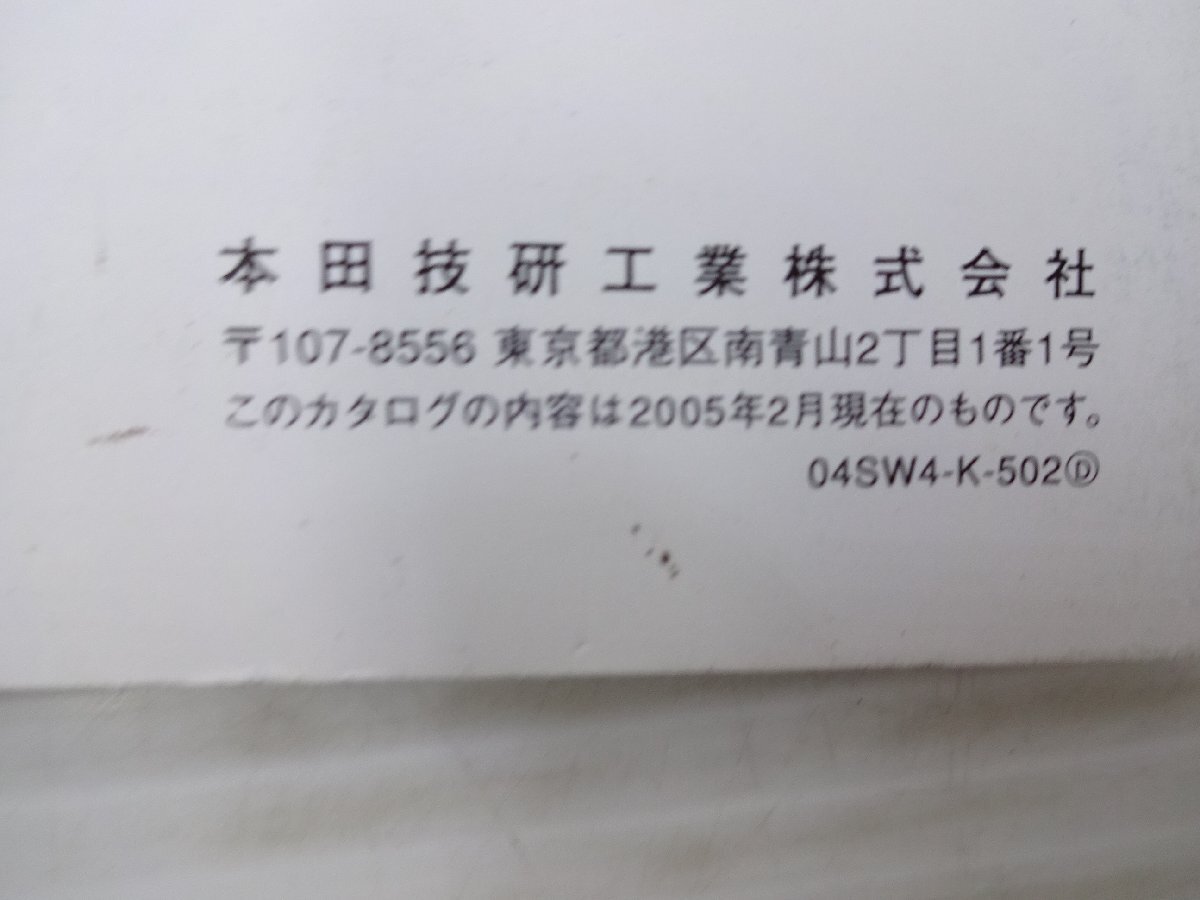 本田技研工業株式会社
〒107-8556 東京都港区南青山2丁目1番1号
このカタログの内容は2005年2月現在のものです。
04SW4-K-502Ⓓ